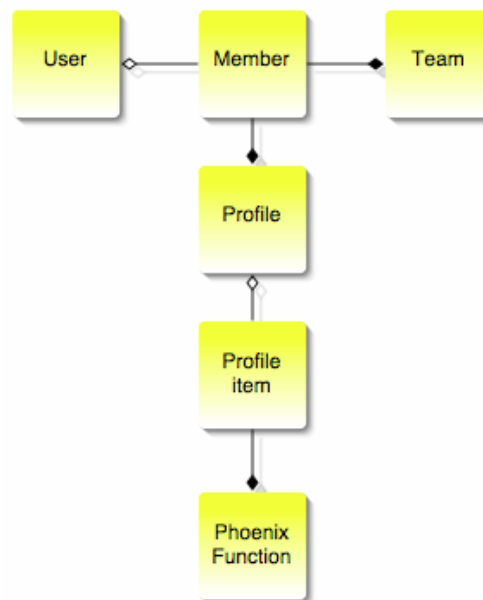 User
Member
Team
Profile
Profile
item
Phoenix
Function